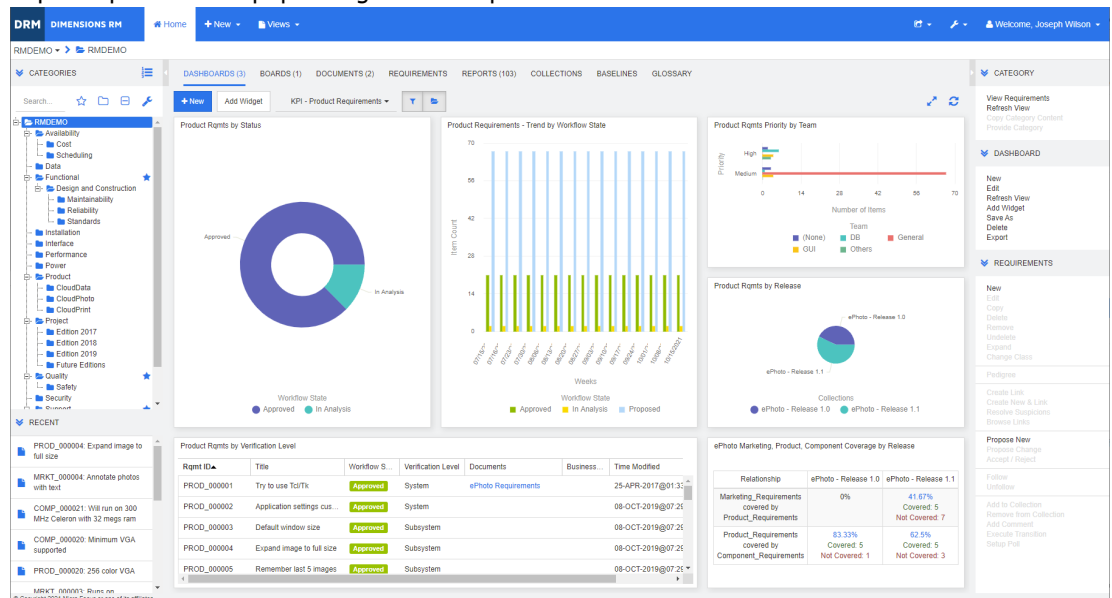 DRM DIMENSIONS RM Home New Views Welcome, Joseph Wilson
RMDEMO > RMDEMO
CATEGORIES
Search...
RMDEMO
Availability
Cost
Scheduling
Data
Functional
Design and Construction
Maintainability
Reliability
Standards
Installation
Interface
Performance
Power
Product
CloudData
CloudPhoto
CloudPrint
Project
Edition 2017
Edition 2018
Edition 2019
Future Editions
Quality
Safety
Security
RECENT
PROD_000004: Expand image to
full size
MRKT_000004: Annotate photos
with text
COMP_000021: Will run on 300
MHz Celeron with 32 megs ram
COMP_000020: Minimum VGA
supported
PROD_000020: 256 color VGA
MRKT_000003: Runs on
DASHBOARDS (3) BOARDS (1) DOCUMENTS (2) REQUIREMENTS REPORTS (103) COLLECTIONS BASELINES GLOSSARY
+ New Add Widget KPI - Product Requirements
Product Rqmts by Status
Approved
In Analysis
Workflow State
Approved In Analysis
Product Requirements - Trend by Workflow State
Item Count
70
56
42
28
14
0
10/15/2021
Weeks
Workflow State
Approved In Analysis Proposed
Product Rqmts Priority by Team
Priority
High
Medium
0 14 28 42 56 70
Number of Items
Team
(None) DB General
GUI Others
Product Rqmts by Release
ePhoto - Release 1.0
ePhoto - Release 1.1
Collections
ePhoto - Release 1.0 ePhoto - Release 1.1
Product Rqmts by Verification Level
Rqmt ID Title Workflow S... Verification Level Documents Business... Time Modified
PROD_000001 Try to use Tcl/Tk Approved System ePhoto Requirements 25-APR-2017@01:33
PROD_000002 Application settings cus... Approved System 08-OCT-2019@07:29
PROD_000003 Default window size Approved Subsystem 08-OCT-2019@07:29
PROD_000004 Expand image to full size Approved Subsystem 08-OCT-2019@07:29
PROD_000005 Remember last 5 images Approved Subsystem 08-OCT-2019@07:29
ePhoto Marketing, Product, Component Coverage by Release
Relationship ePhoto - Release 1.0 ePhoto - Release 1.1
Marketing_Requirements
covered by
Product_Requirements
0%
41.67%
Covered: 5
Not Covered: 7
Product_Requirements
covered by
Component_Requirements
83.33%
Covered: 5
Not Covered: 1
62.5%
Covered: 5
Not Covered: 3
CATEGORY
View Requirements
Refresh View
Copy Category Content
Provide Category
DASHBOARD
New
Edit
Refresh View
Add Widget
Save As
Delete
Export
REQUIREMENTS
New
Edit
Copy
Delete
Remove
Undelete
Expand
Change Class
Pedigree
Create Link
Create New & Link
Resolve Suspicions
Browse Links
Propose New
Propose Change
Accept / Reject
Follow
Unfollow
Add to Collection
Remove from Collection
Add Comment
Execute Transition
Setup Poll